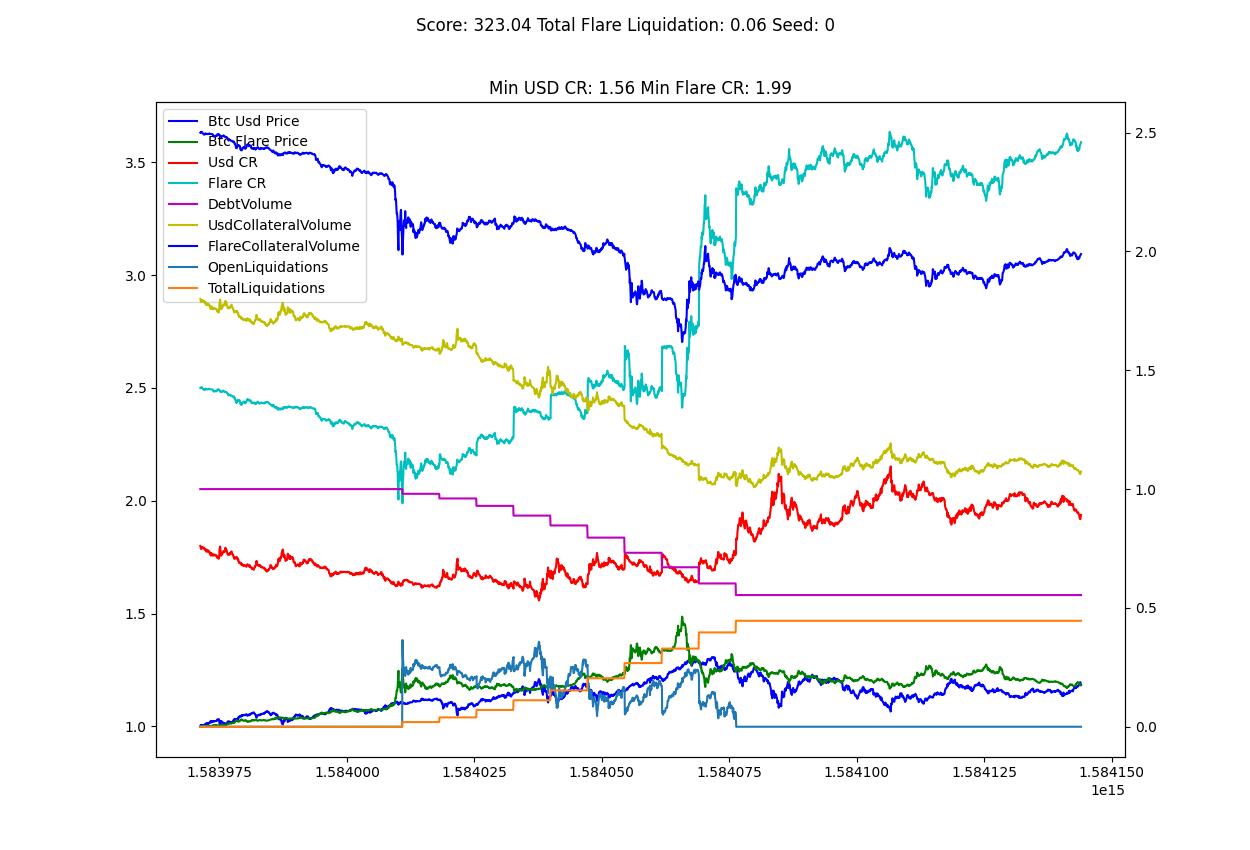 Score: 323.04 Total Flare Liquidation: 0.06 Seed: 0
Min USD CR: 1.56 Min Flare CR: 1.99
Btc Usd Price
Btc Flare Price
Usd CR
Flare CR
DebtVolume
UsdCollateralVolume
FlareCollateralVolume
OpenLiquidations
TotalLiquidations
3.5
3.0
2.5
2.0
1.5
1.0
2.5
2.0
1.5
1.0
0.5
0.0
1.583975 1.584000 1.584025 1.584050 1.584075 1.584100 1.584125 1.584150
1e15